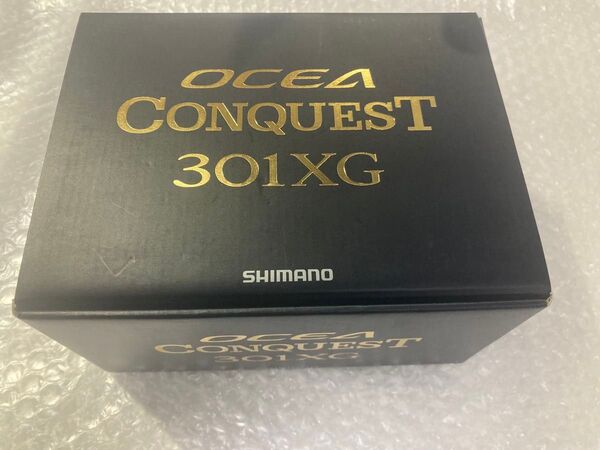 OCEA
CONQUEST
301XG
SHIMANO
OCEA
CONQUEST
301XG